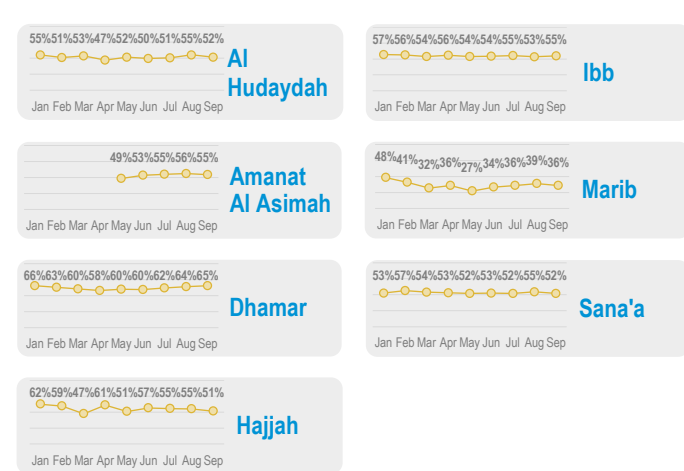 55%51%53%47%52%50%51%55%52%
Al
Hudaydah
Jan Feb Mar Apr May Jun Jul Aug Sep
57%56%54%56%54%54%55%53%55%
Ibb
Jan Feb Mar Apr May Jun Jul Aug Sep
49%53%55%56%55%
Amanat
Al Asimah
Jan Feb Mar Apr May Jun Jul Aug Sep
48%41%32%36%27%34%36%39%36%
Marib
Jan Feb Mar Apr May Jun Jul Aug Sep
66%63%60%58%60%60%62%64%65%
Dhamar
Jan Feb Mar Apr May Jun Jul Aug Sep
53%57%54%53%52%53%52%55%52%
Sana'a
Jan Feb Mar Apr May Jun Jul Aug Sep
62%59%47%61%51%57%55%55%51%
Hajjah
Jan Feb Mar Apr May Jun Jul Aug Sep